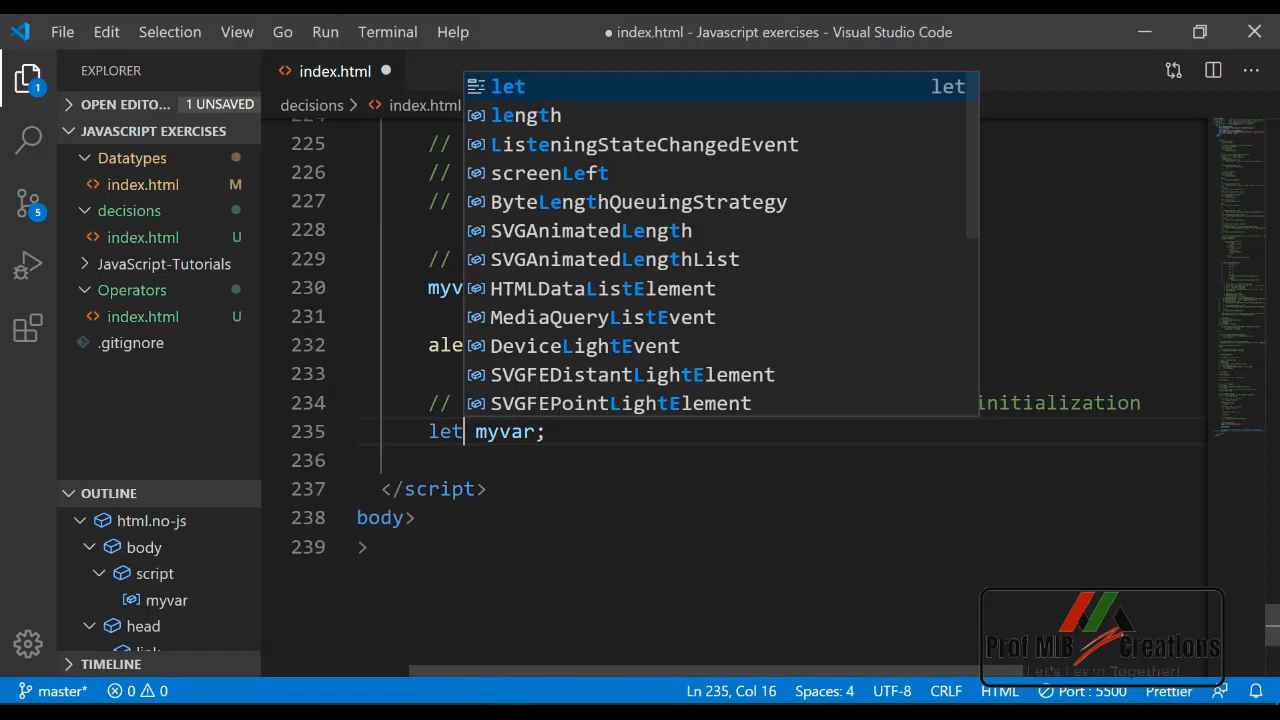 File Edit Selection View Go Run Terminal Help
● index.html - Javascript exercises - Visual Studio Code
EXPLORER
OPEN EDITO... 1 UNSAVED
JAVASCRIPT EXERCISES
Datatypes
index.html M
decisions
index.html U
JavaScript-Tutorials
Operators
index.html U
.gitignore
OUTLINE
html.no-js
body
script
myvar
head
link
TIMELINE
1
5
index.html
decisions > index.html
224
225 //
226 //
227 //
228
229 //
230 myv
231
232 ale
233
234 // initialization
235 let myvar;
236
237 </script>
238 body>
239 >
let let
length
ListeningStateChangedEvent
screenLeft
ByteLengthQueuingStrategy
SVGAnimatedLength
SVGAnimatedLengthList
HTMLDataListElement
MediaQueryListEvent
DeviceLightEvent
SVGFEDistantLightElement
SVGFEPointLightElement
Prof MIB Creations
Let's Learn Together!
master* 0 0 Ln 235, Col 16 Spaces: 4 UTF-8 CRLF HTML Port : 5500 Prettier